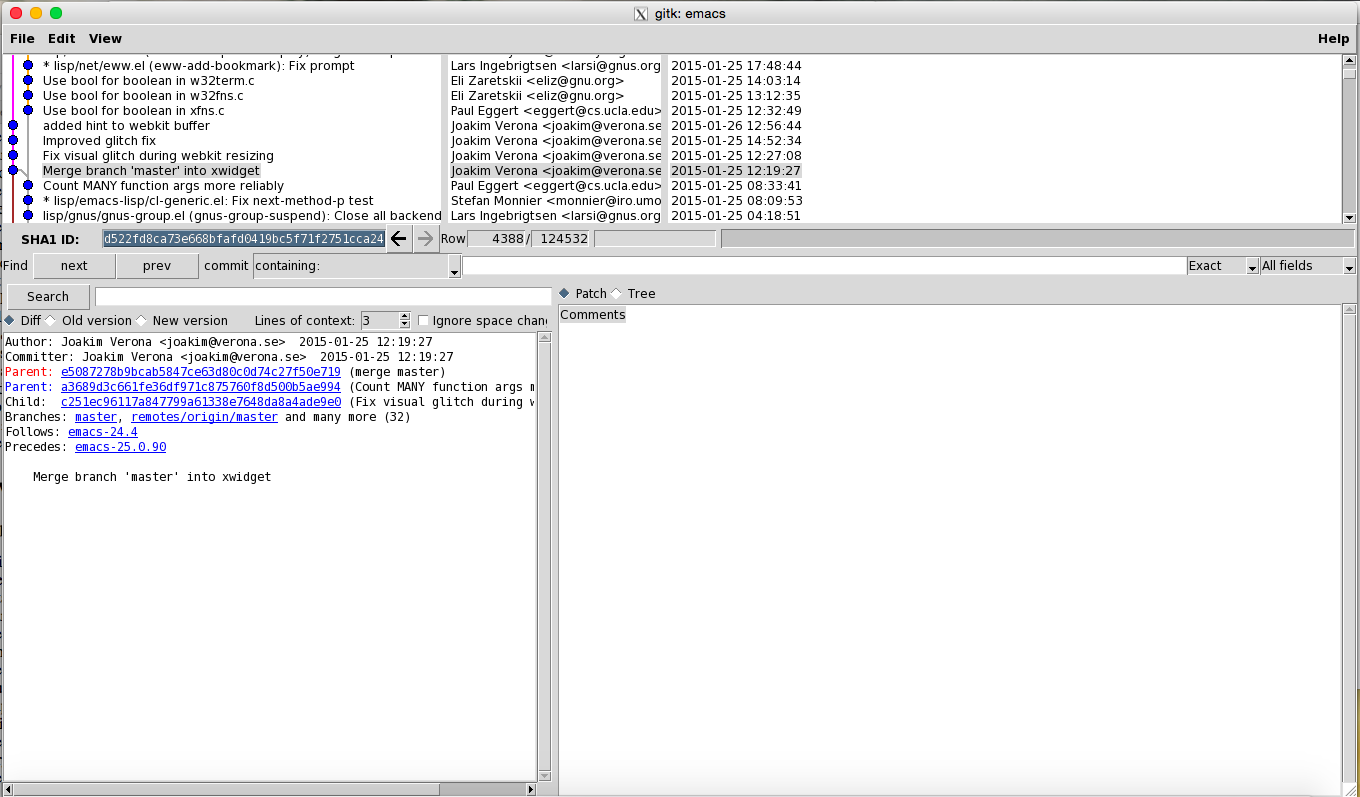 gitk: emacs
File Edit View Help
* lisp/net/eww.el (eww-add-bookmark): Fix prompt Lars Ingebrigtsen <larsi@gnus.org 2015-01-25 17:48:44
Use bool for boolean in w32term.c Eli Zaretskii <eliz@gnu.org> 2015-01-25 14:03:14
Use bool for boolean in w32fns.c Eli Zaretskii <eliz@gnu.org> 2015-01-25 13:12:35
Use bool for boolean in xfns.c Paul Eggert <eggert@cs.ucla.edu> 2015-01-25 12:32:49
added hint to webkit buffer Joakim Verona <joakim@verona.se 2015-01-26 12:56:44
Improved glitch fix Joakim Verona <joakim@verona.se 2015-01-25 14:52:34
Fix visual glitch during webkit resizing Joakim Verona <joakim@verona.se 2015-01-25 12:27:08
Merge branch 'master' into xwidget Joakim Verona <joakim@verona.se 2015-01-25 12:19:27
Count MANY function args more reliably Paul Eggert <eggert@cs.ucla.edu> 2015-01-25 08:33:41
* lisp/emacs-lisp/cl-generic.el: Fix next-method-p test Stefan Monnier <monnier@iro.umo 2015-01-25 08:09:53
lisp/gnus/gnus-group.el (gnus-group-suspend): Close all backend Lars Ingebrigtsen <larsi@gnus.org 2015-01-25 04:18:51
SHA1 ID: d522fd8ca73e668bfafd0419bc5f71f2751cca24 Row 4388 / 124532
Find next prev commit containing: Exact All fields
Search
Patch Tree
Diff Old version New version Lines of context: 3 Ignore space chan
Comments
Author: Joakim Verona <joakim@verona.se> 2015-01-25 12:19:27
Committer: Joakim Verona <joakim@verona.se> 2015-01-25 12:19:27
Parent: e5087278b9bcab5847ce63d80c0d74c27f50e719 (merge master)
Parent: a3689d3c661fe36df971c875760f8d500b5ae994 (Count MANY function args m
Child: c251ec96117a847799a61338e7648da8a4ade9e0 (Fix visual glitch during w
Branches: master, remotes/origin/master and many more (32)
Follows: emacs-24.4
Precedes: emacs-25.0.90
Merge branch 'master' into xwidget